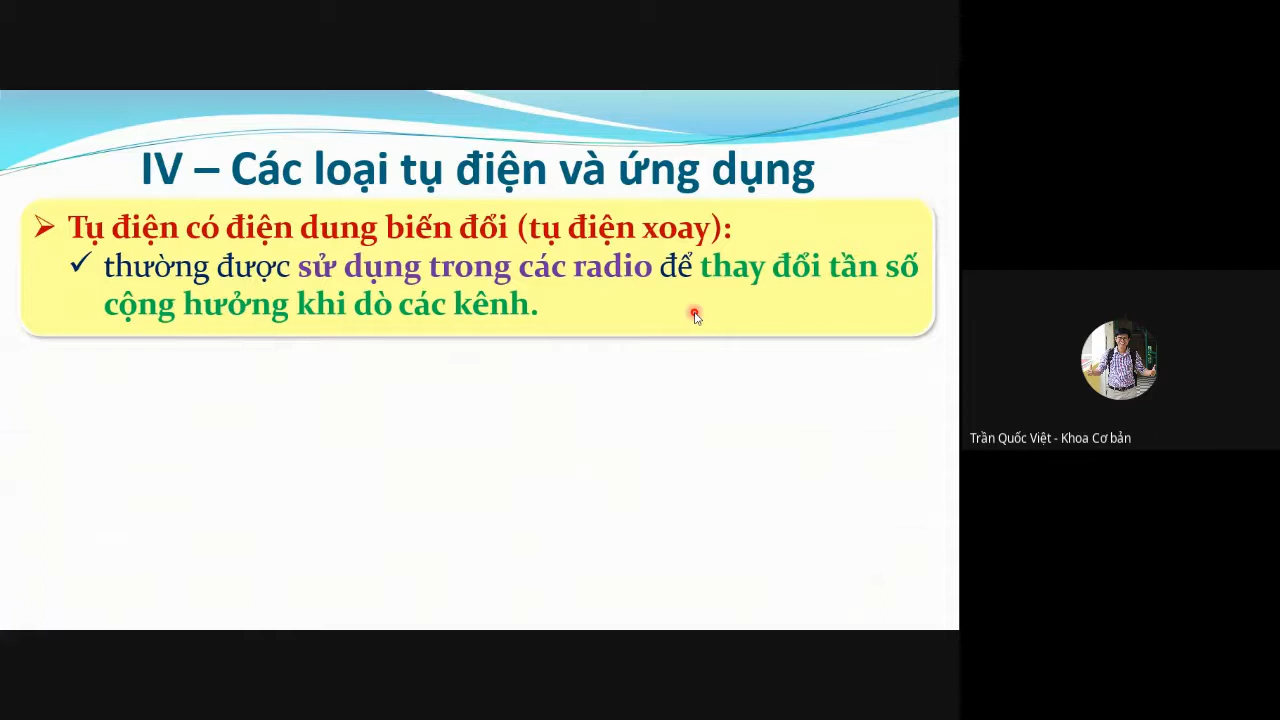 IV – Các loại tụ điện và ứng dụng
Tụ điện có điện dung biến đổi (tụ điện xoay):
thường được sử dụng trong các radio để thay đổi tần số
cộng hưởng khi dò các kênh.
Trần Quốc Việt - Khoa Cơ bản